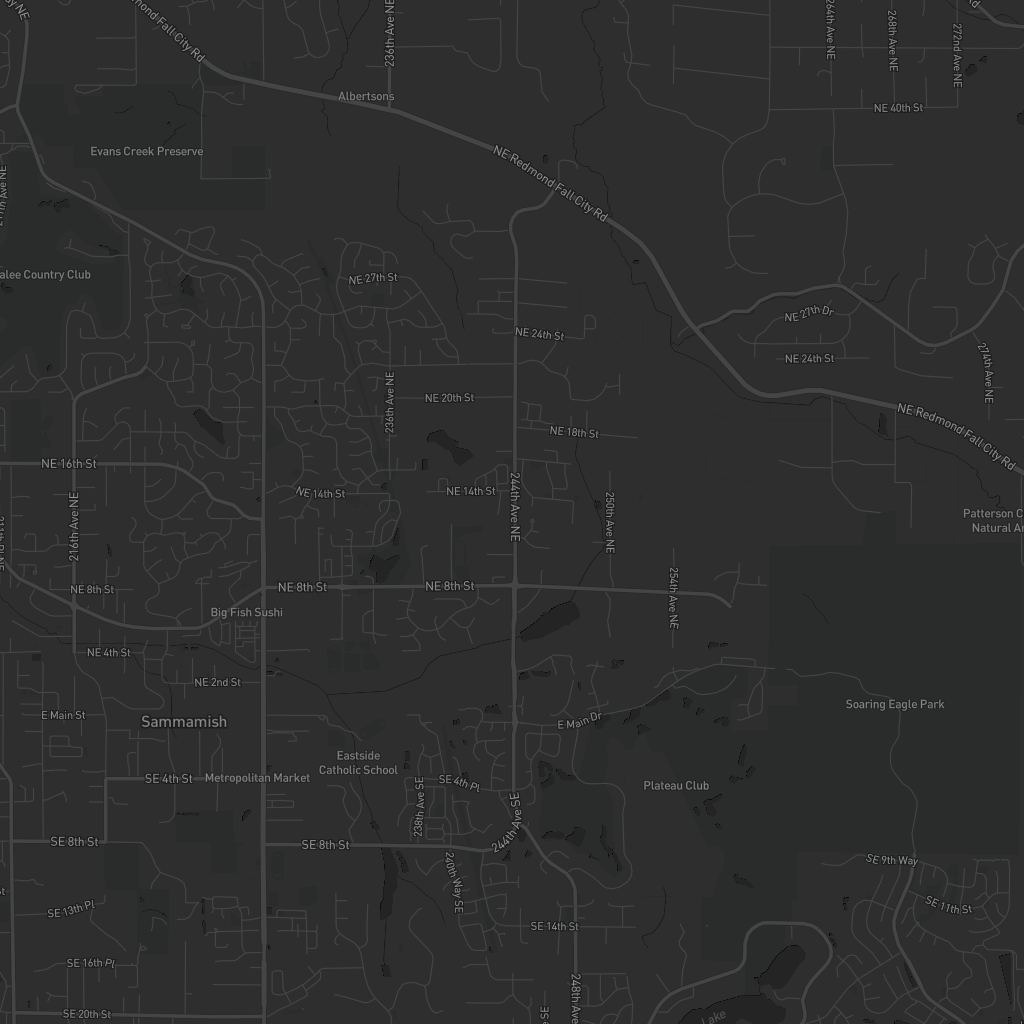 NE Redmond Fall City Rd
236th Ave NE
264th Ave NE
268th Ave NE
272nd Ave NE
Albertsons
NE 40th St
Evans Creek Preserve
NE Redmond Fall City Rd
NE 27th St
NE 27th Dr
NE 24th St
NE 24th St
274th Ave NE
236th Ave NE
NE 20th St
NE Redmond Fall City Rd
NE 18th St
NE 16th St
NE 14th St
NE 14th St
216th Ave NE
244th Ave NE
250th Ave NE
Natural
NE 8th St
NE 8th St
NE 8th St
254th Ave NE
Big Fish Sushi
NE 4th St
NE 2nd St
E Main St
Sammamish
E Main Dr
Soaring Eagle Park
Eastside
Catholic School
SE 4th St
Metropolitan Market
SE 4th Pl
Plateau Club
238th Ave SE
244th Ave SE
SE 8th St
SE 8th St
240th Way SE
SE 9th Way
SE 13th Pl
SE 11th St
SE 14th St
SE 16th Pl
248th Ave
SE 20th St
SE
Lake